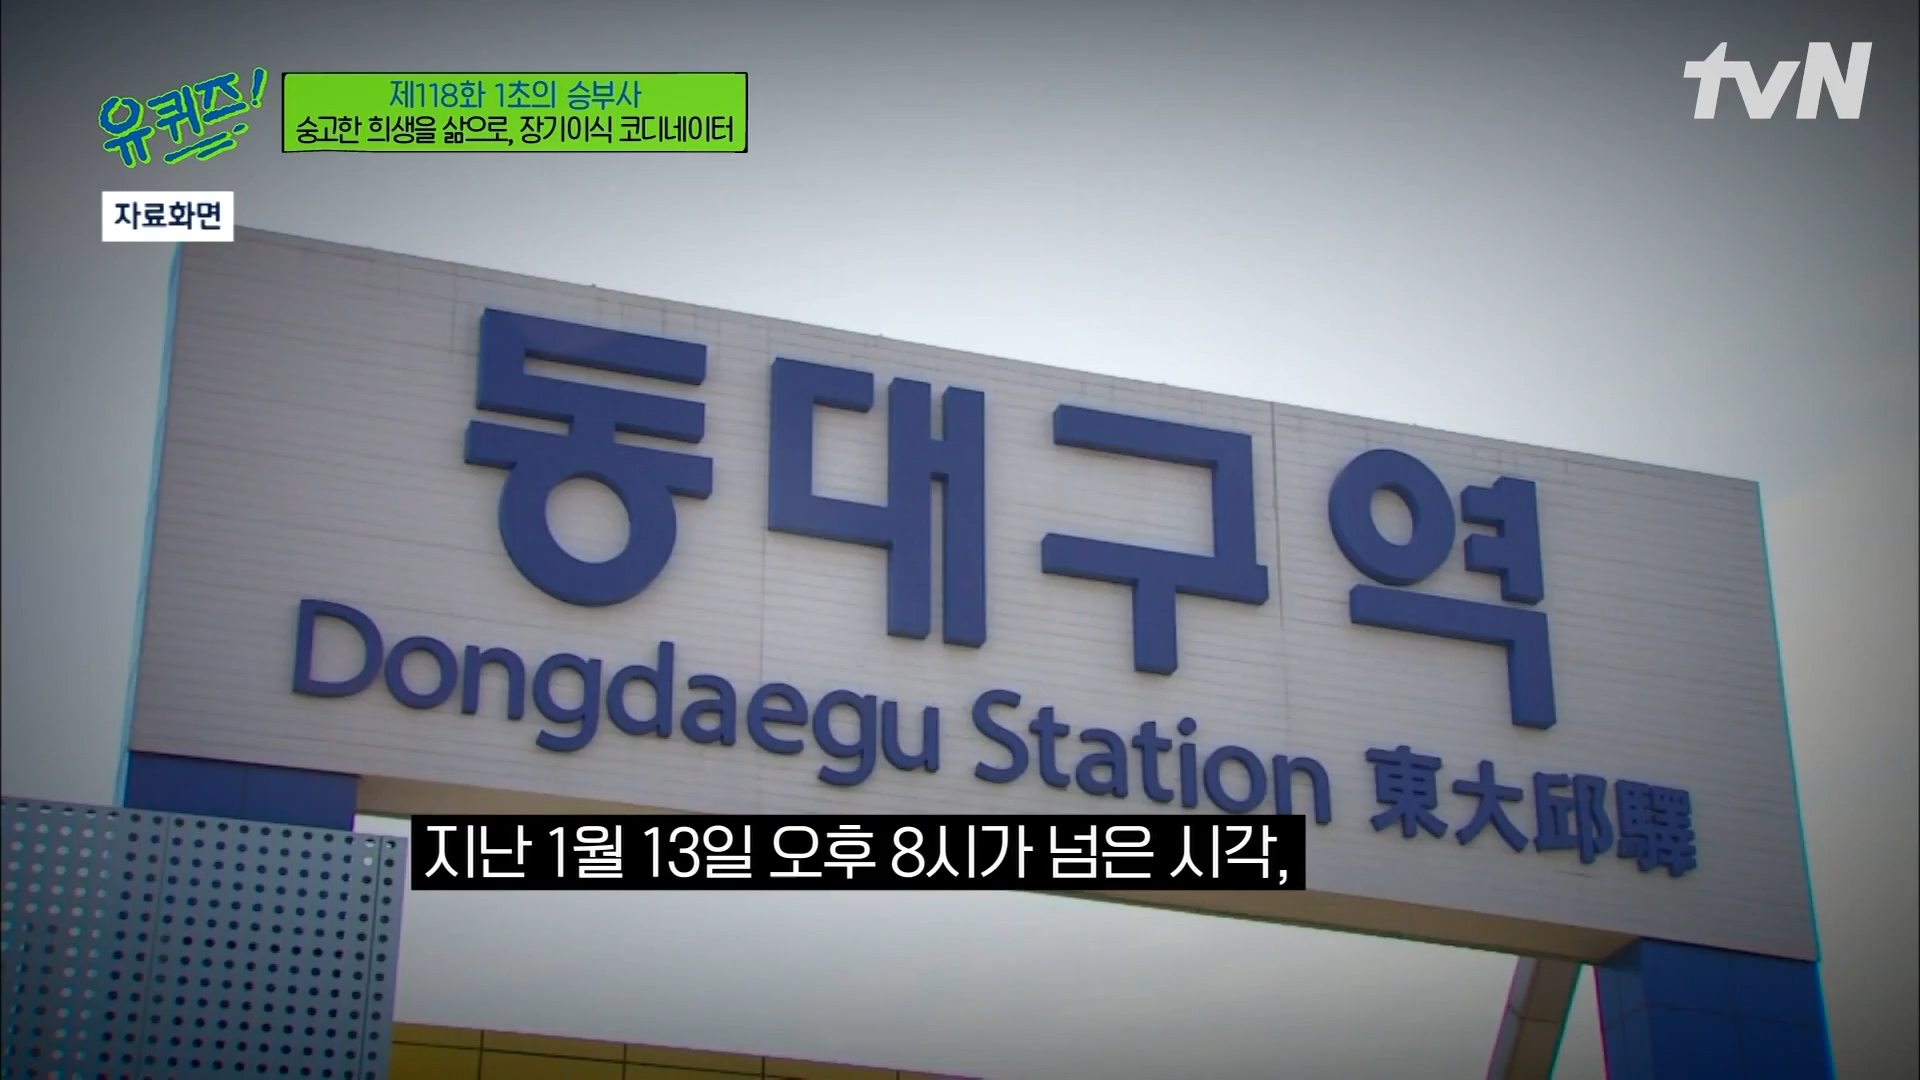 유퀴즈!
제118화 1초의 승부사
숭고한 희생을 삶으로, 장기이식 코디네이터
tvN
자료화면
동대구역
Dongdaegu Station 東大邱驛
지난 1월 13일 오후 8시가 넘은 시각,